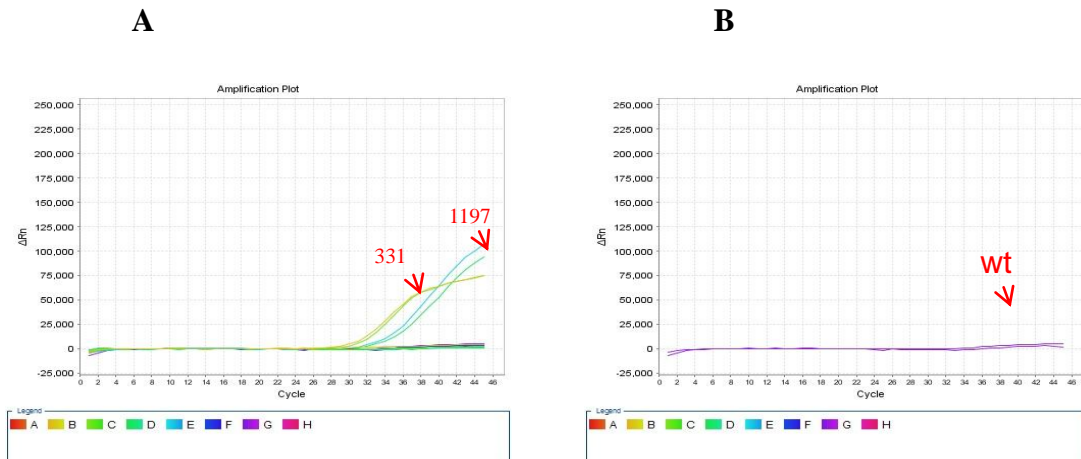 A
B
Amplification Plot
250,000
225,000
200,000
175,000
150,000
125,000
100,000
75,000
50,000
25,000
0
-25,000
ΔRn
331
1197
0 2 4 6 8 10 12 14 16 18 20 22 24 26 28 30 32 34 36 38 40 42 44 46
Cycle
Legend
A B C D E F G H
Amplification Plot
250,000
225,000
200,000
175,000
150,000
125,000
100,000
75,000
50,000
25,000
0
-25,000
ΔRn
wt
0 2 4 6 8 10 12 14 16 18 20 22 24 26 28 30 32 34 36 38 40 42 44 46
Cycle
Legend
A B C D E F G H